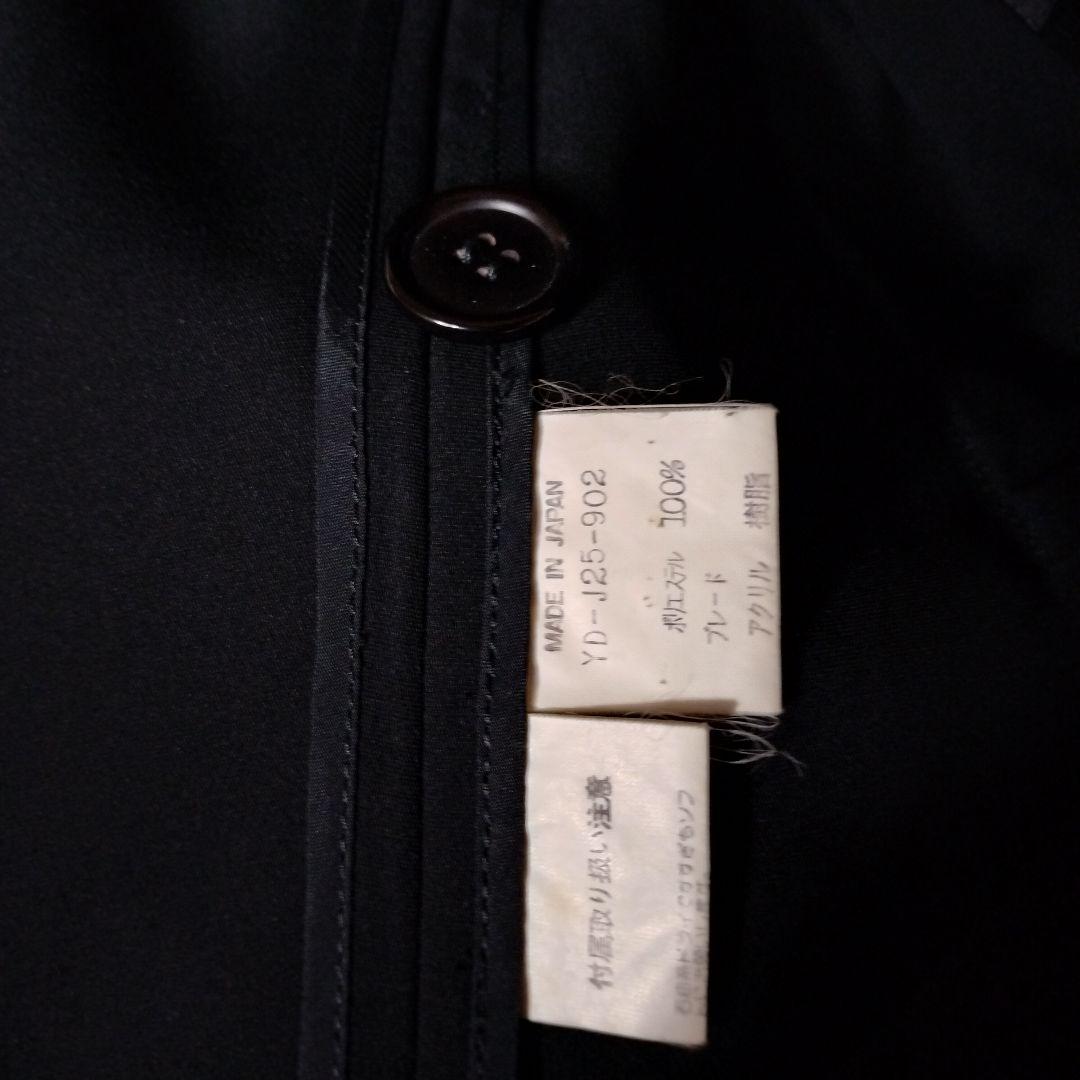 MADE IN JAPAN
YD-J25-902
ポリエステル 100%
ブレード
アクリル 樹脂
付属取り扱い注意